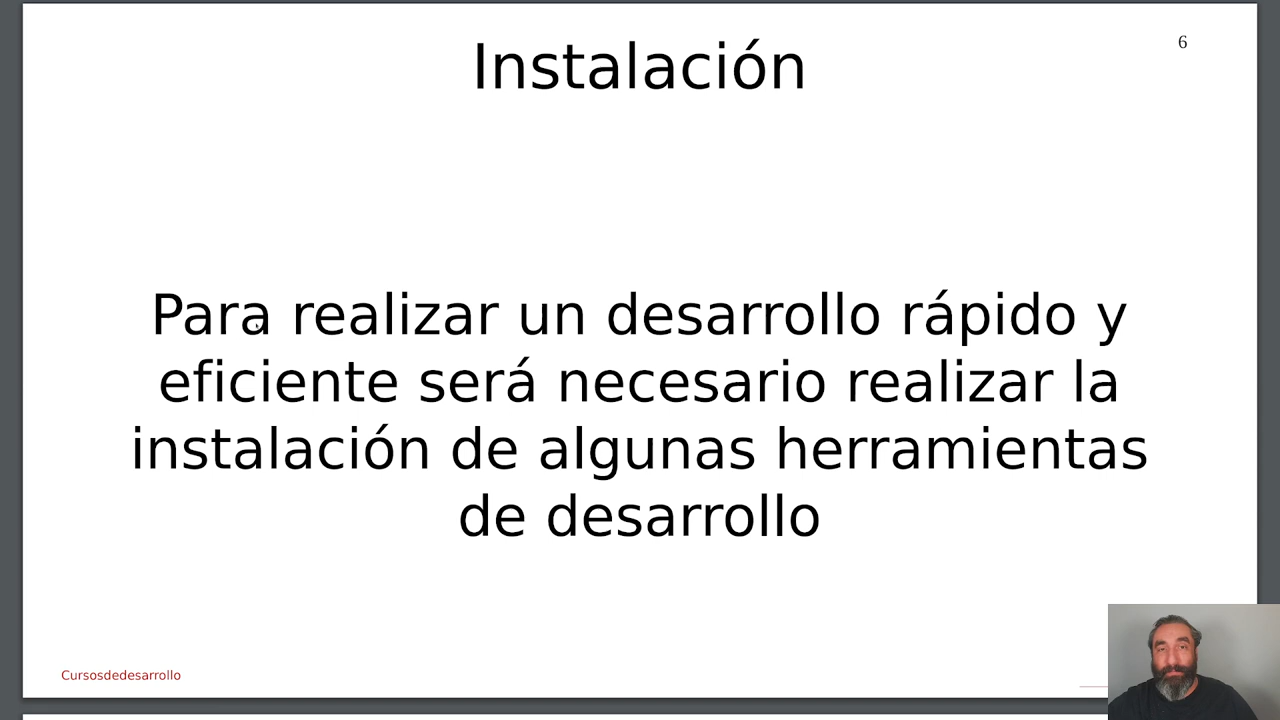 Instalación
6
Para realizar un desarrollo rápido y
eficiente será necesario realizar la
instalación de algunas herramientas
de desarrollo
Cursosdedesarrollo